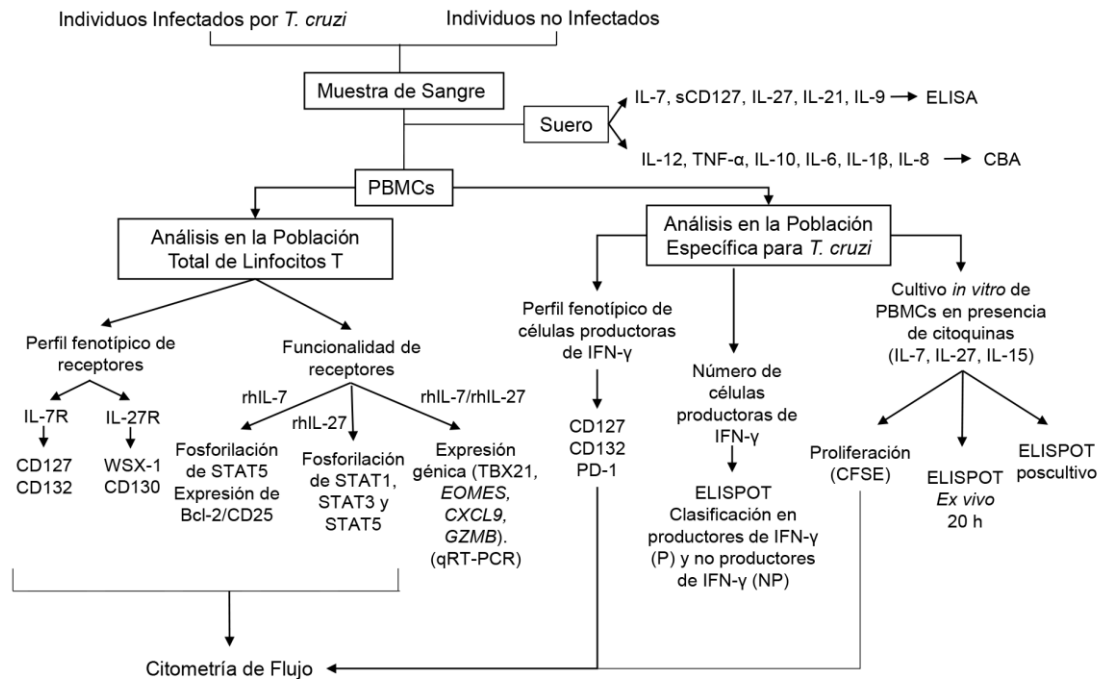 Individuos Infectados por T. cruzi
Individuos no Infectados
Muestra de Sangre
Suero
IL-7, sCD127, IL-27, IL-21, IL-9
ELISA
IL-12, TNF-α, IL-10, IL-6, IL-1β, IL-8
CBA
PBMCs
Análisis en la Población
Total de Linfocitos T
Análisis en la Población
Específica para T. cruzi
Perfil fenotípico de
receptores
IL-7R
IL-27R
CD127
CD132
WSX-1
CD130
Funcionalidad de
receptores
rhIL-7
rhIL-27
rhIL-7/rhIL-27
Fosforilación
de STAT5
Expresión de
Bcl-2/CD25
Fosforilación
de STAT1,
STAT3 y
STAT5
Expresión
génica (TBX21,
EOMES,
CXCL9,
GZMB).
(qRT-PCR)
Perfil fenotípico de
células productoras
de IFN-γ
CD127
CD132
PD-1
Número de
células
productoras de
IFN-γ
ELISPOT
Clasificación en
productores de IFN-γ
(P) y no productores
de IFN-γ (NP)
Cultivo in vitro de
PBMCs en presencia
de citoquinas
(IL-7, IL-27, IL-15)
Proliferación
(CFSE)
ELISPOT
Ex vivo
20 h
ELISPOT
poscultivo
Citometría de Flujo